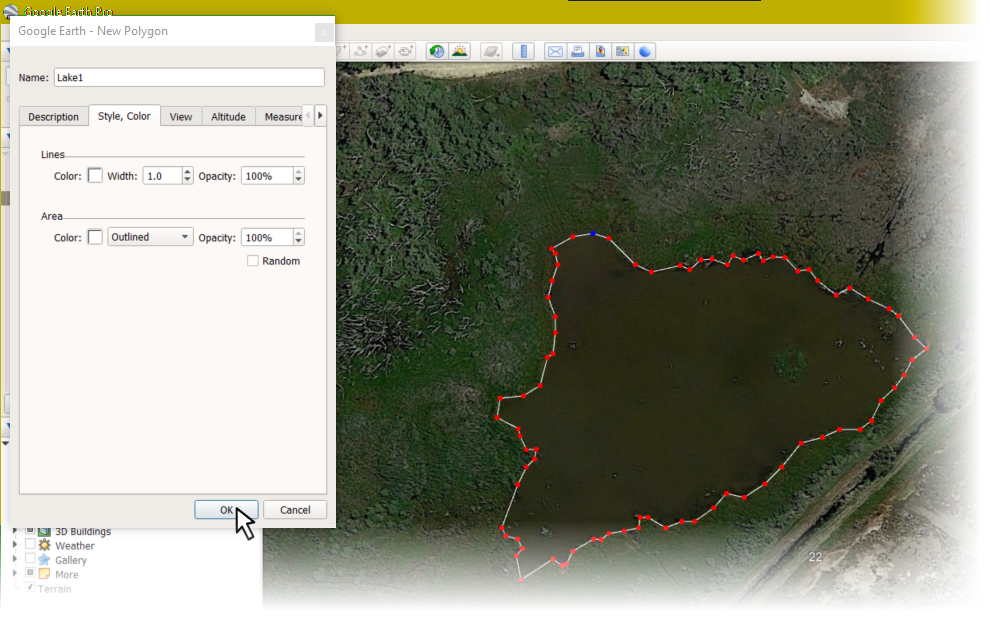 Google Earth Pro
Google Earth - New Polygon
Name: Lake1
Description Style, Color View Altitude Measure
Lines
Color: Width: 1.0 Opacity: 100%
Area
Color: Outlined Opacity: 100%
Random
OK Cancel
3D Buildings
Weather
Gallery
More
Terrain
22